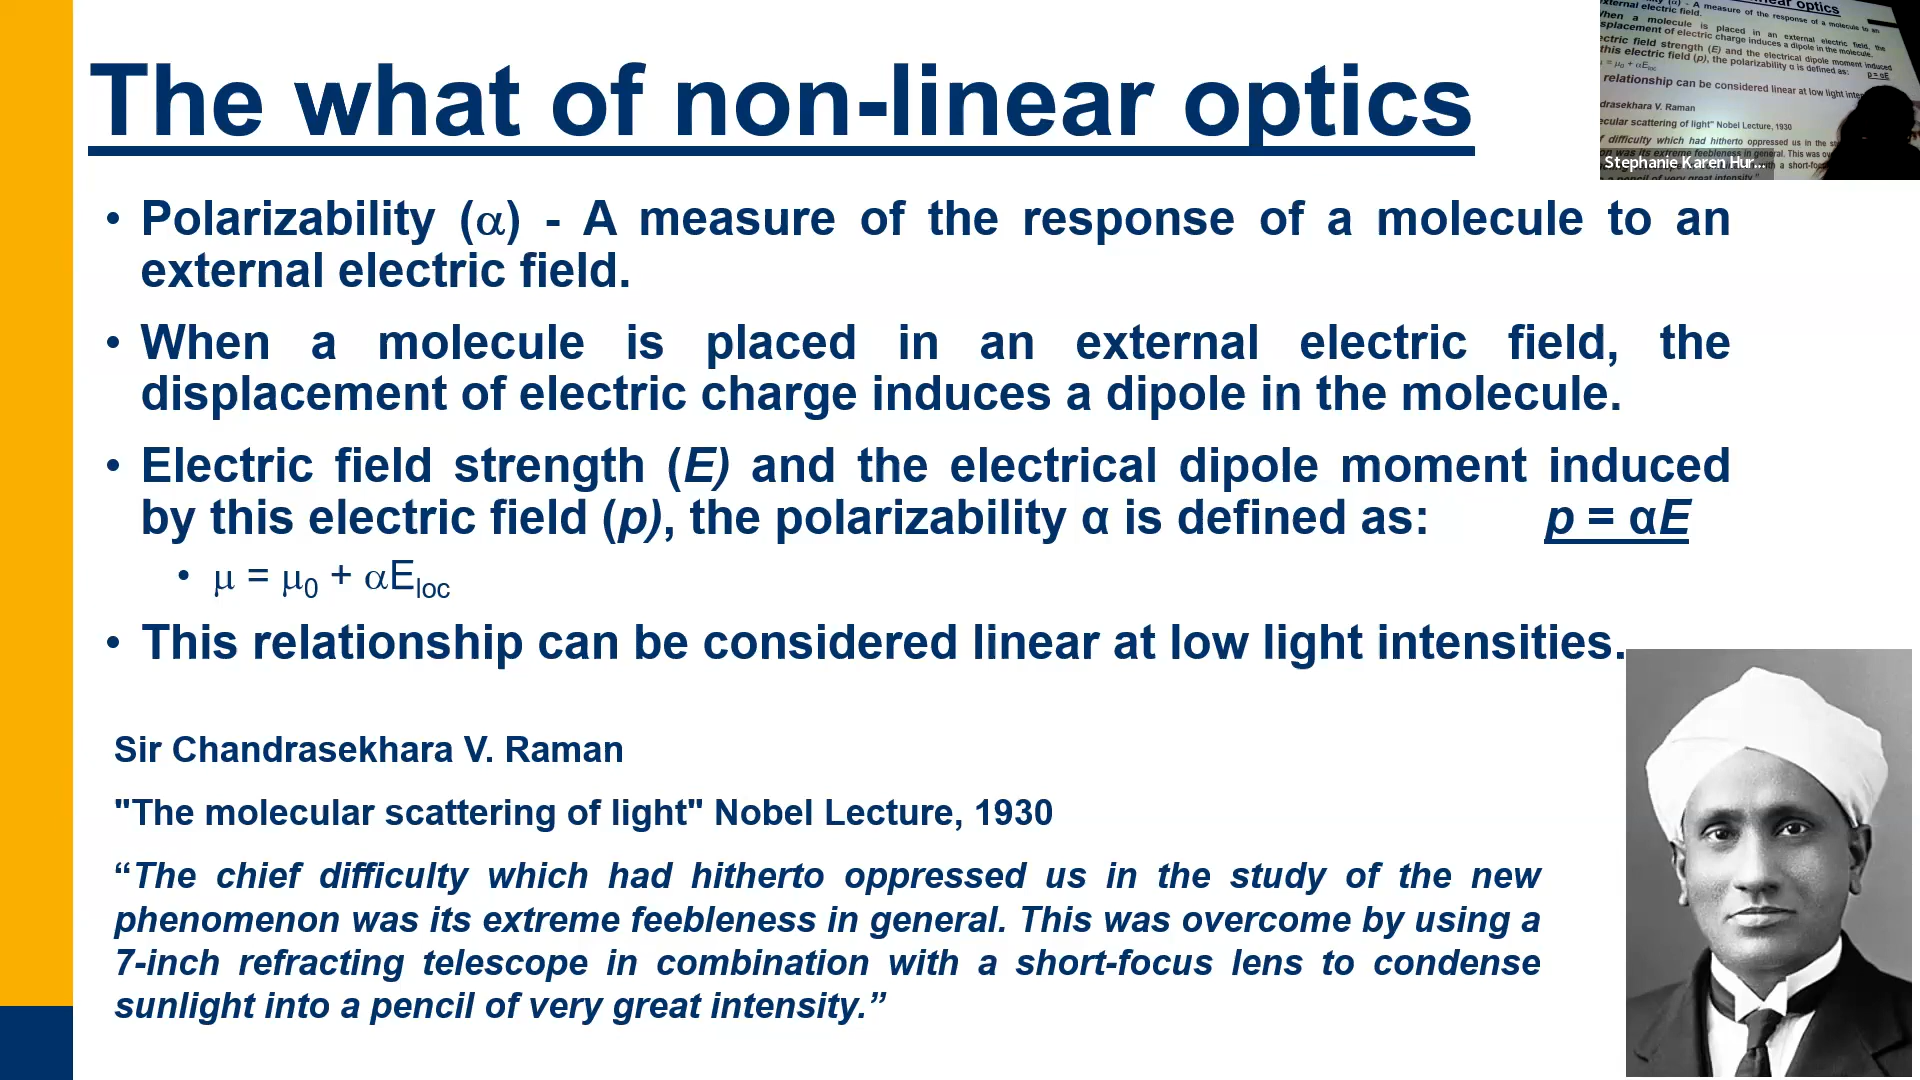 The what of non-linear optics
• Polarizability (α) - A measure of the response of a molecule to an
external electric field.
• When a molecule is placed in an external electric field, the
displacement of electric charge induces a dipole in the molecule.
• Electric field strength (E) and the electrical dipole moment induced
by this electric field (p), the polarizability α is defined as: p = αE
• μ = μ0 + αEloc
• This relationship can be considered linear at low light intensities.
Sir Chandrasekhara V. Raman
"The molecular scattering of light" Nobel Lecture, 1930
“The chief difficulty which had hitherto oppressed us in the study of the new
phenomenon was its extreme feebleness in general. This was overcome by using a
7-inch refracting telescope in combination with a short-focus lens to condense
sunlight into a pencil of very great intensity.”
Stephanie Karen Hur...